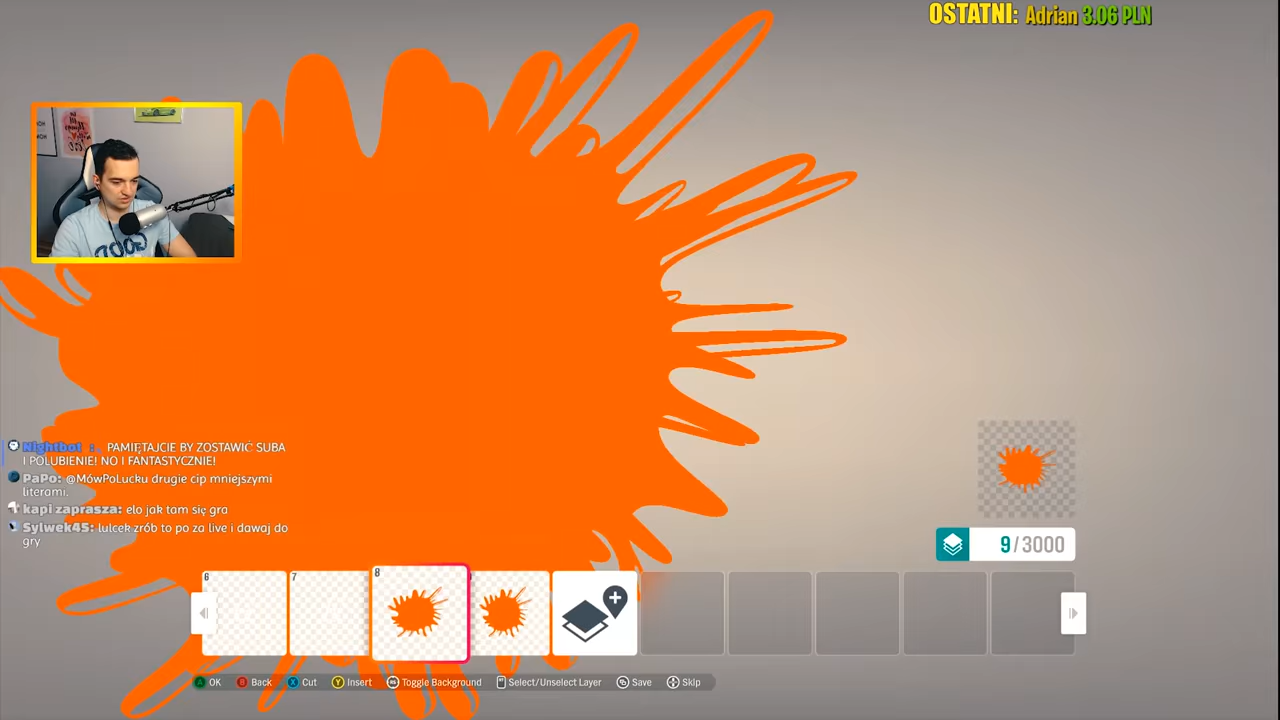 OSTATNI: Adrian 3.06 PLN
Nightbot : PAMIĘTAJCIE BY ZOSTAWIĆ SUBA
I POLUBIENIE! NO I FANTASTYCZNIE!
PaPo: @MówPoLucku drugie cip mniejszymi
literami.
kapi zaprasza: elo jak tam się gra
Sylwek45: lulcek zrób to po za live i dawaj do
gry
9/3000
6 7 8
OK Back Cut Insert Toggle Background Select/Unselect Layer Save Skip